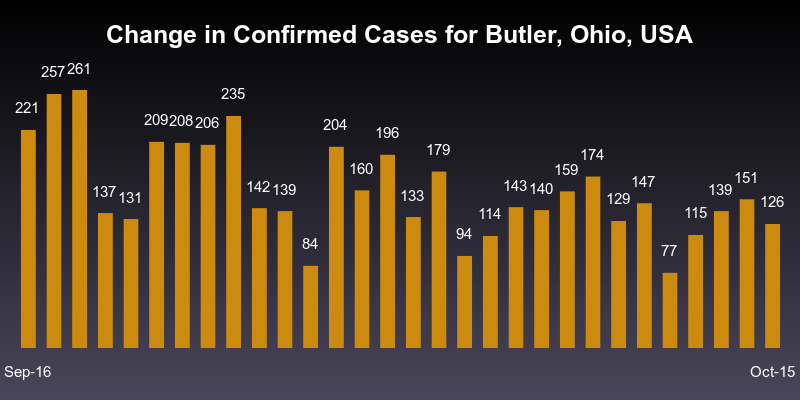 Change in Confirmed Cases for Butler, Ohio, USA
221 257 261 137 131 209 208 206 235 142 139 84 204 160 196 133 179 94 114 143 140 159 174 129 147 77 115 139 151 126
Sep-16 Oct-15